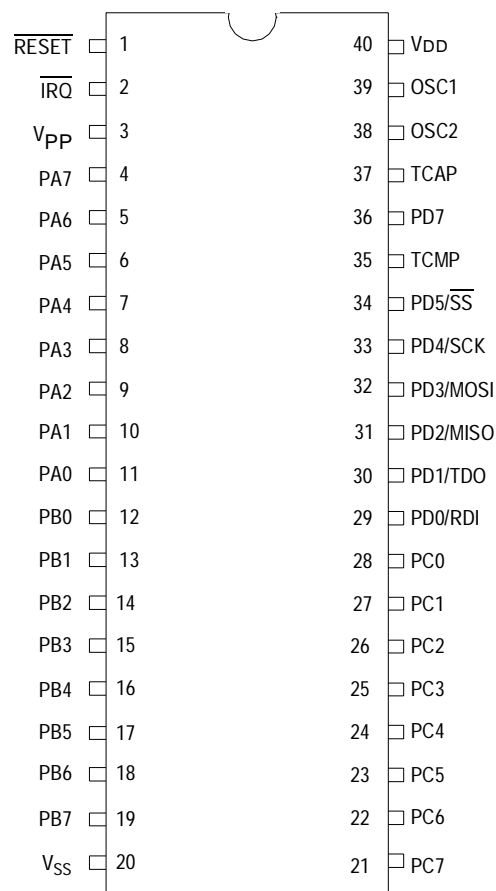 R̅E̅S̅E̅T̅ 1 40 VDD
I̅R̅Q̅ 2 39 OSC1
VPP 3 38 OSC2
PA7 4 37 TCAP
PA6 5 36 PD7
PA5 6 35 TCMP
PA4 7 34 PD5/S̅S̅
PA3 8 33 PD4/SCK
PA2 9 32 PD3/MOSI
PA1 10 31 PD2/MISO
PA0 11 30 PD1/TDO
PB0 12 29 PD0/RDI
PB1 13 28 PC0
PB2 14 27 PC1
PB3 15 26 PC2
PB4 16 25 PC3
PB5 17 24 PC4
PB6 18 23 PC5
PB7 19 22 PC6
VSS 20 21 PC7